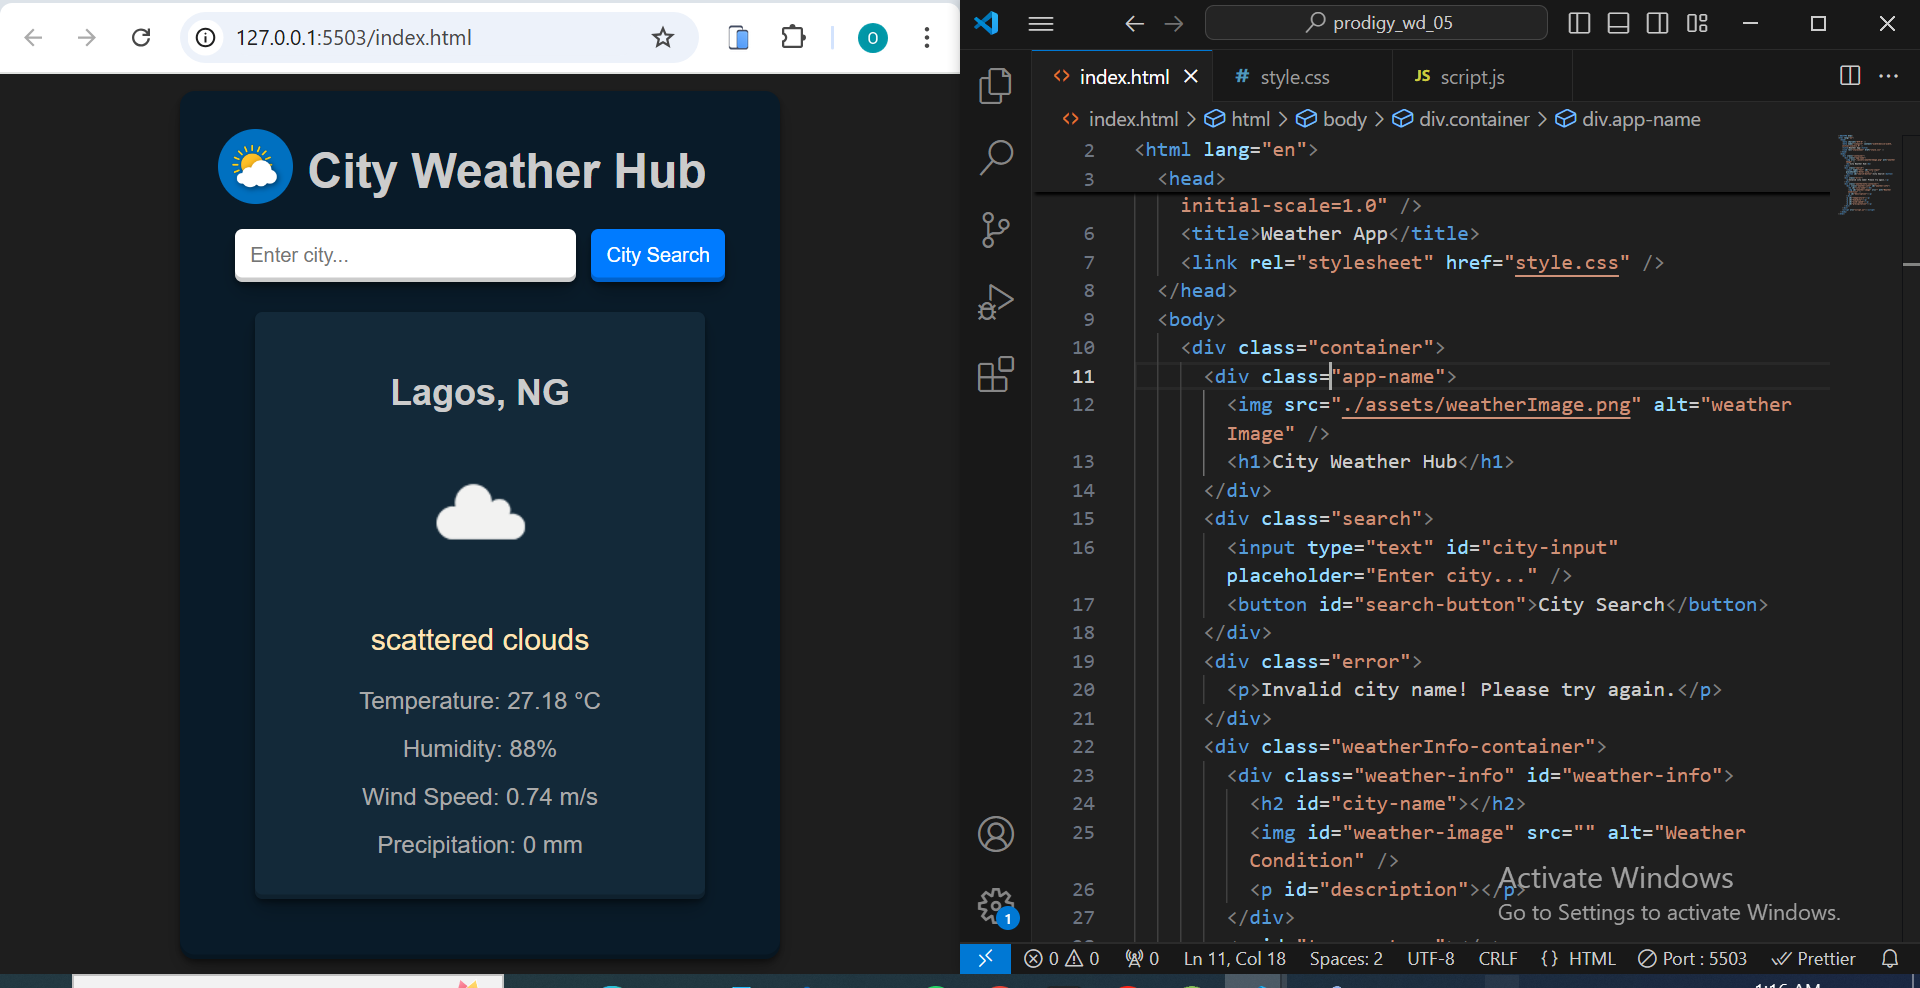 127.0.0.1:5503/index.html
O
City Weather Hub
Enter city...
City Search
Lagos, NG
scattered clouds
Temperature: 27.18 °C
Humidity: 88%
Wind Speed: 0.74 m/s
Precipitation: 0 mm
prodigy_wd_05
<> index.html
# style.css
JS script.js
<> index.html > html > body > div.container > div.app-name
2 <html lang="en">
3 <head>
initial-scale=1.0" />
6 <title>Weather App</title>
7 <link rel="stylesheet" href="style.css" />
8 </head>
9 <body>
10 <div class="container">
11 <div class="app-name">
12 <img src="./assets/weatherImage.png" alt="weather
Image" />
13 <h1>City Weather Hub</h1>
14 </div>
15 <div class="search">
16 <input type="text" id="city-input"
placeholder="Enter city..." />
17 <button id="search-button">City Search</button>
18 </div>
19 <div class="error">
20 <p>Invalid city name! Please try again.</p>
21 </div>
22 <div class="weatherInfo-container">
23 <div class="weather-info" id="weather-info">
24 <h2 id="city-name"></h2>
25 <img id="weather-image" src="" alt="Weather
Condition" />
26 <p id="description"></p>
27 </div>
Activate Windows
Go to Settings to activate Windows.
1
0 0 0 Ln 11, Col 18 Spaces: 2 UTF-8 CRLF {} HTML Port : 5503 Prettier
1:16 AM